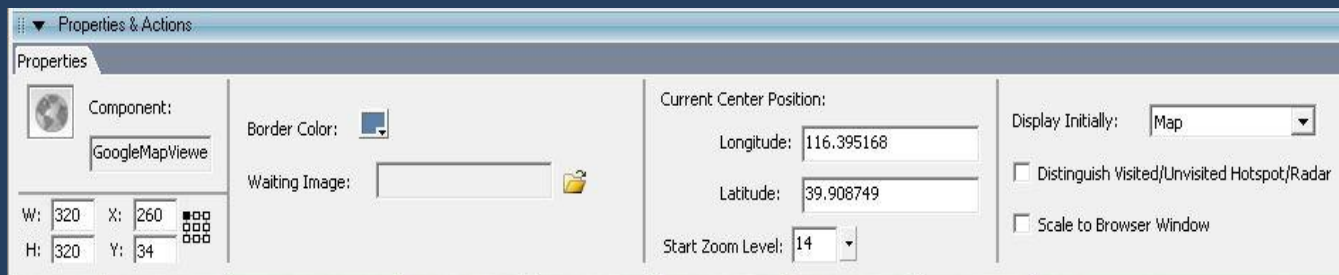 Properties & Actions
Properties
Component:
GoogleMapViewe
W: 320 X: 260
H: 320 Y: 34
Border Color:
Waiting Image:
Current Center Position:
Longitude: 116.395168
Latitude: 39.908749
Start Zoom Level: 14
Display Initially: Map
Distinguish Visited/Unvisited Hotspot/Radar
Scale to Browser Window